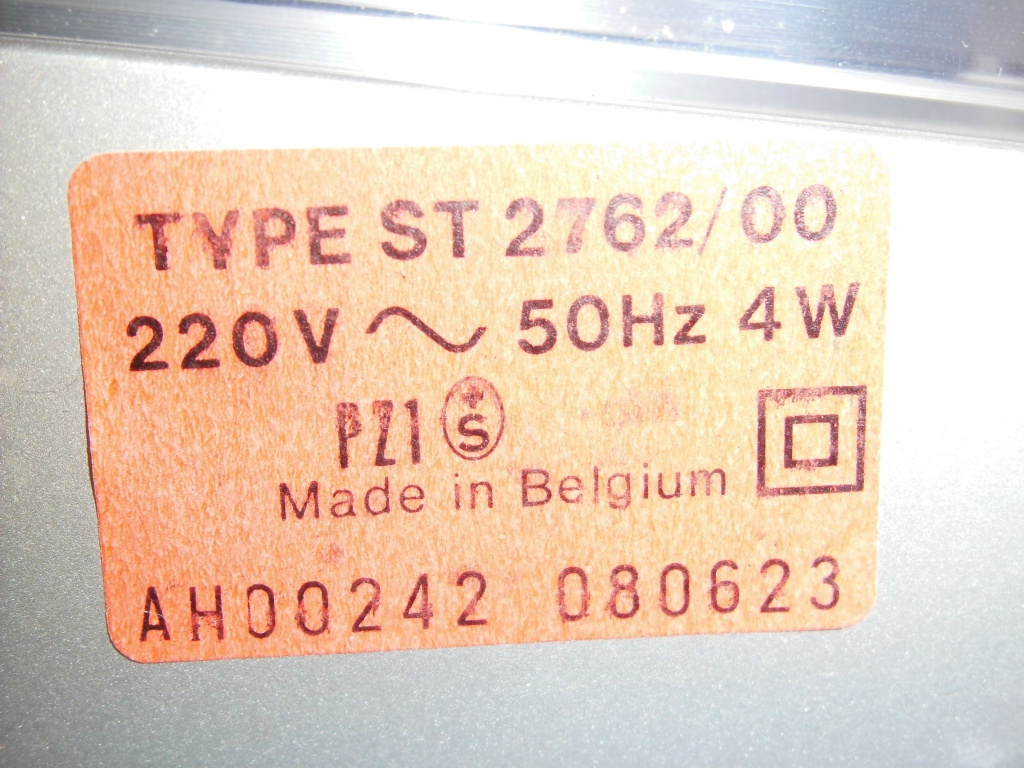 TYPE ST 2762/00
220V ~ 50Hz 4W
PZ1 +S
Made in Belgium
AH00242 080623